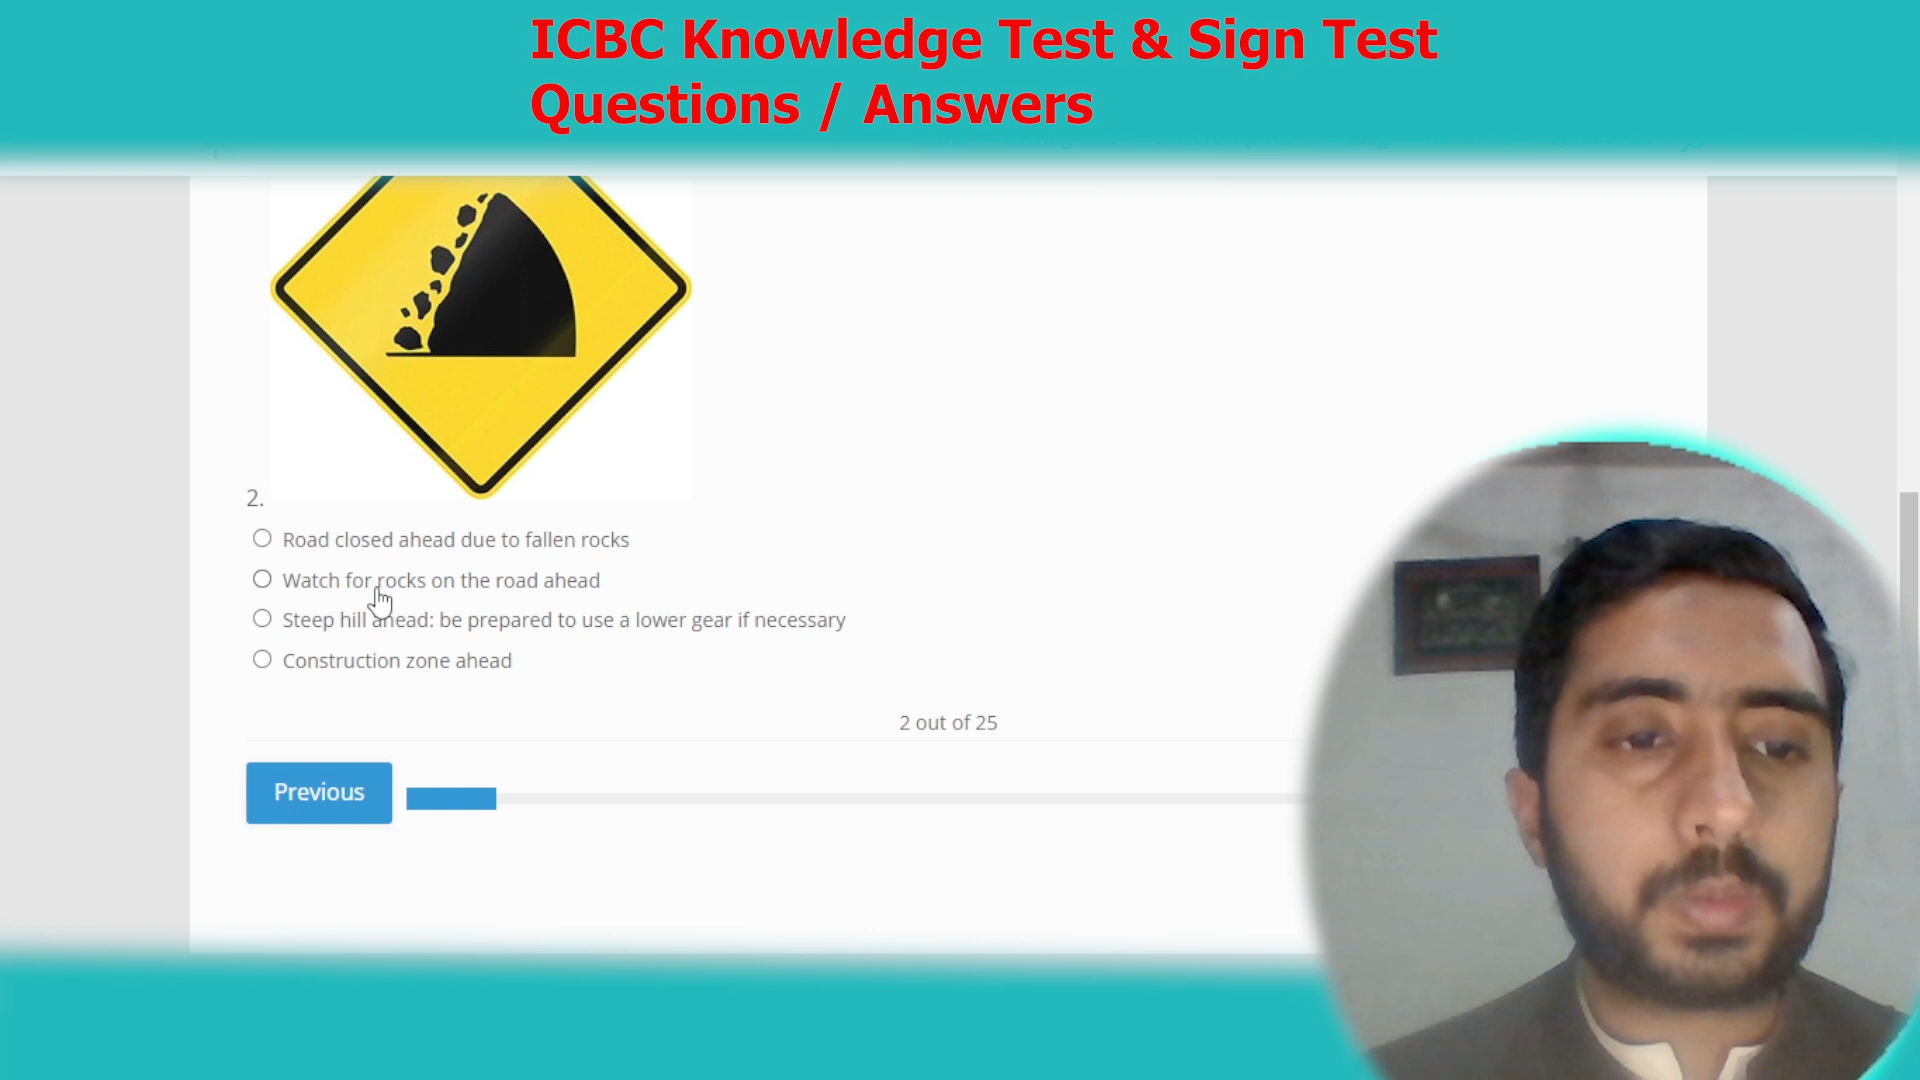 ICBC Knowledge Test & Sign Test
Questions / Answers
2.
Road closed ahead due to fallen rocks
Watch for rocks on the road ahead
Steep hill ahead: be prepared to use a lower gear if necessary
Construction zone ahead
2 out of 25
Previous